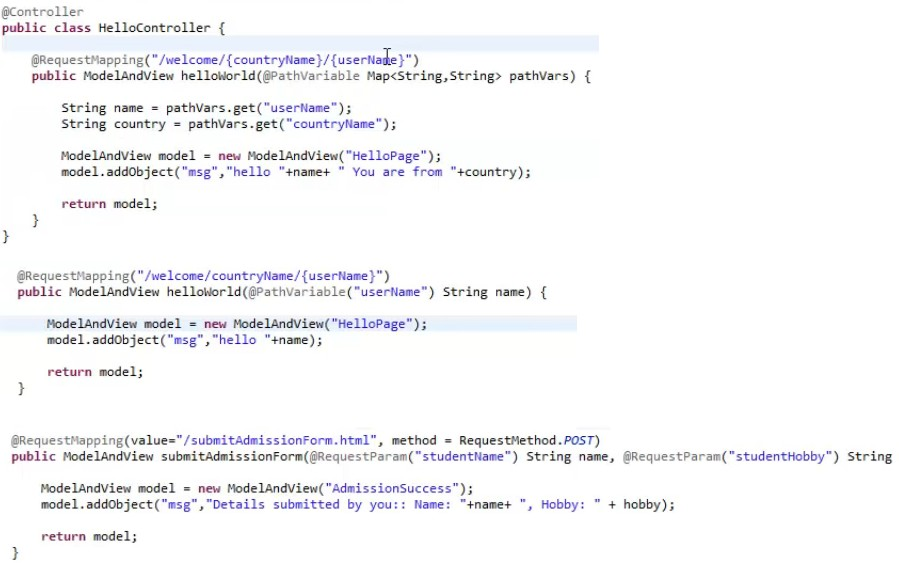 @Controller
public class HelloController {
@RequestMapping("/welcome/{countryName}/{userName}")
public ModelAndView helloWorld(@PathVariable Map<String,String> pathVars) {
String name = pathVars.get("userName");
String country = pathVars.get("countryName");
ModelAndView model = new ModelAndView("HelloPage");
model.addObject("msg","hello "+name+ " You are from "+country);
return model;
}
}
@RequestMapping("/welcome/countryName/{userName}")
public ModelAndView helloWorld(@PathVariable("userName") String name) {
ModelAndView model = new ModelAndView("HelloPage");
model.addObject("msg","hello "+name);
return model;
}
@RequestMapping(value="/submitAdmissionForm.html", method = RequestMethod.POST)
public ModelAndView submitAdmissionForm(@RequestParam("studentName") String name, @RequestParam("studentHobby") String
ModelAndView model = new ModelAndView("AdmissionSuccess");
model.addObject("msg","Details submitted by you:: Name: "+name+ ", Hobby: " + hobby);
return model;
}